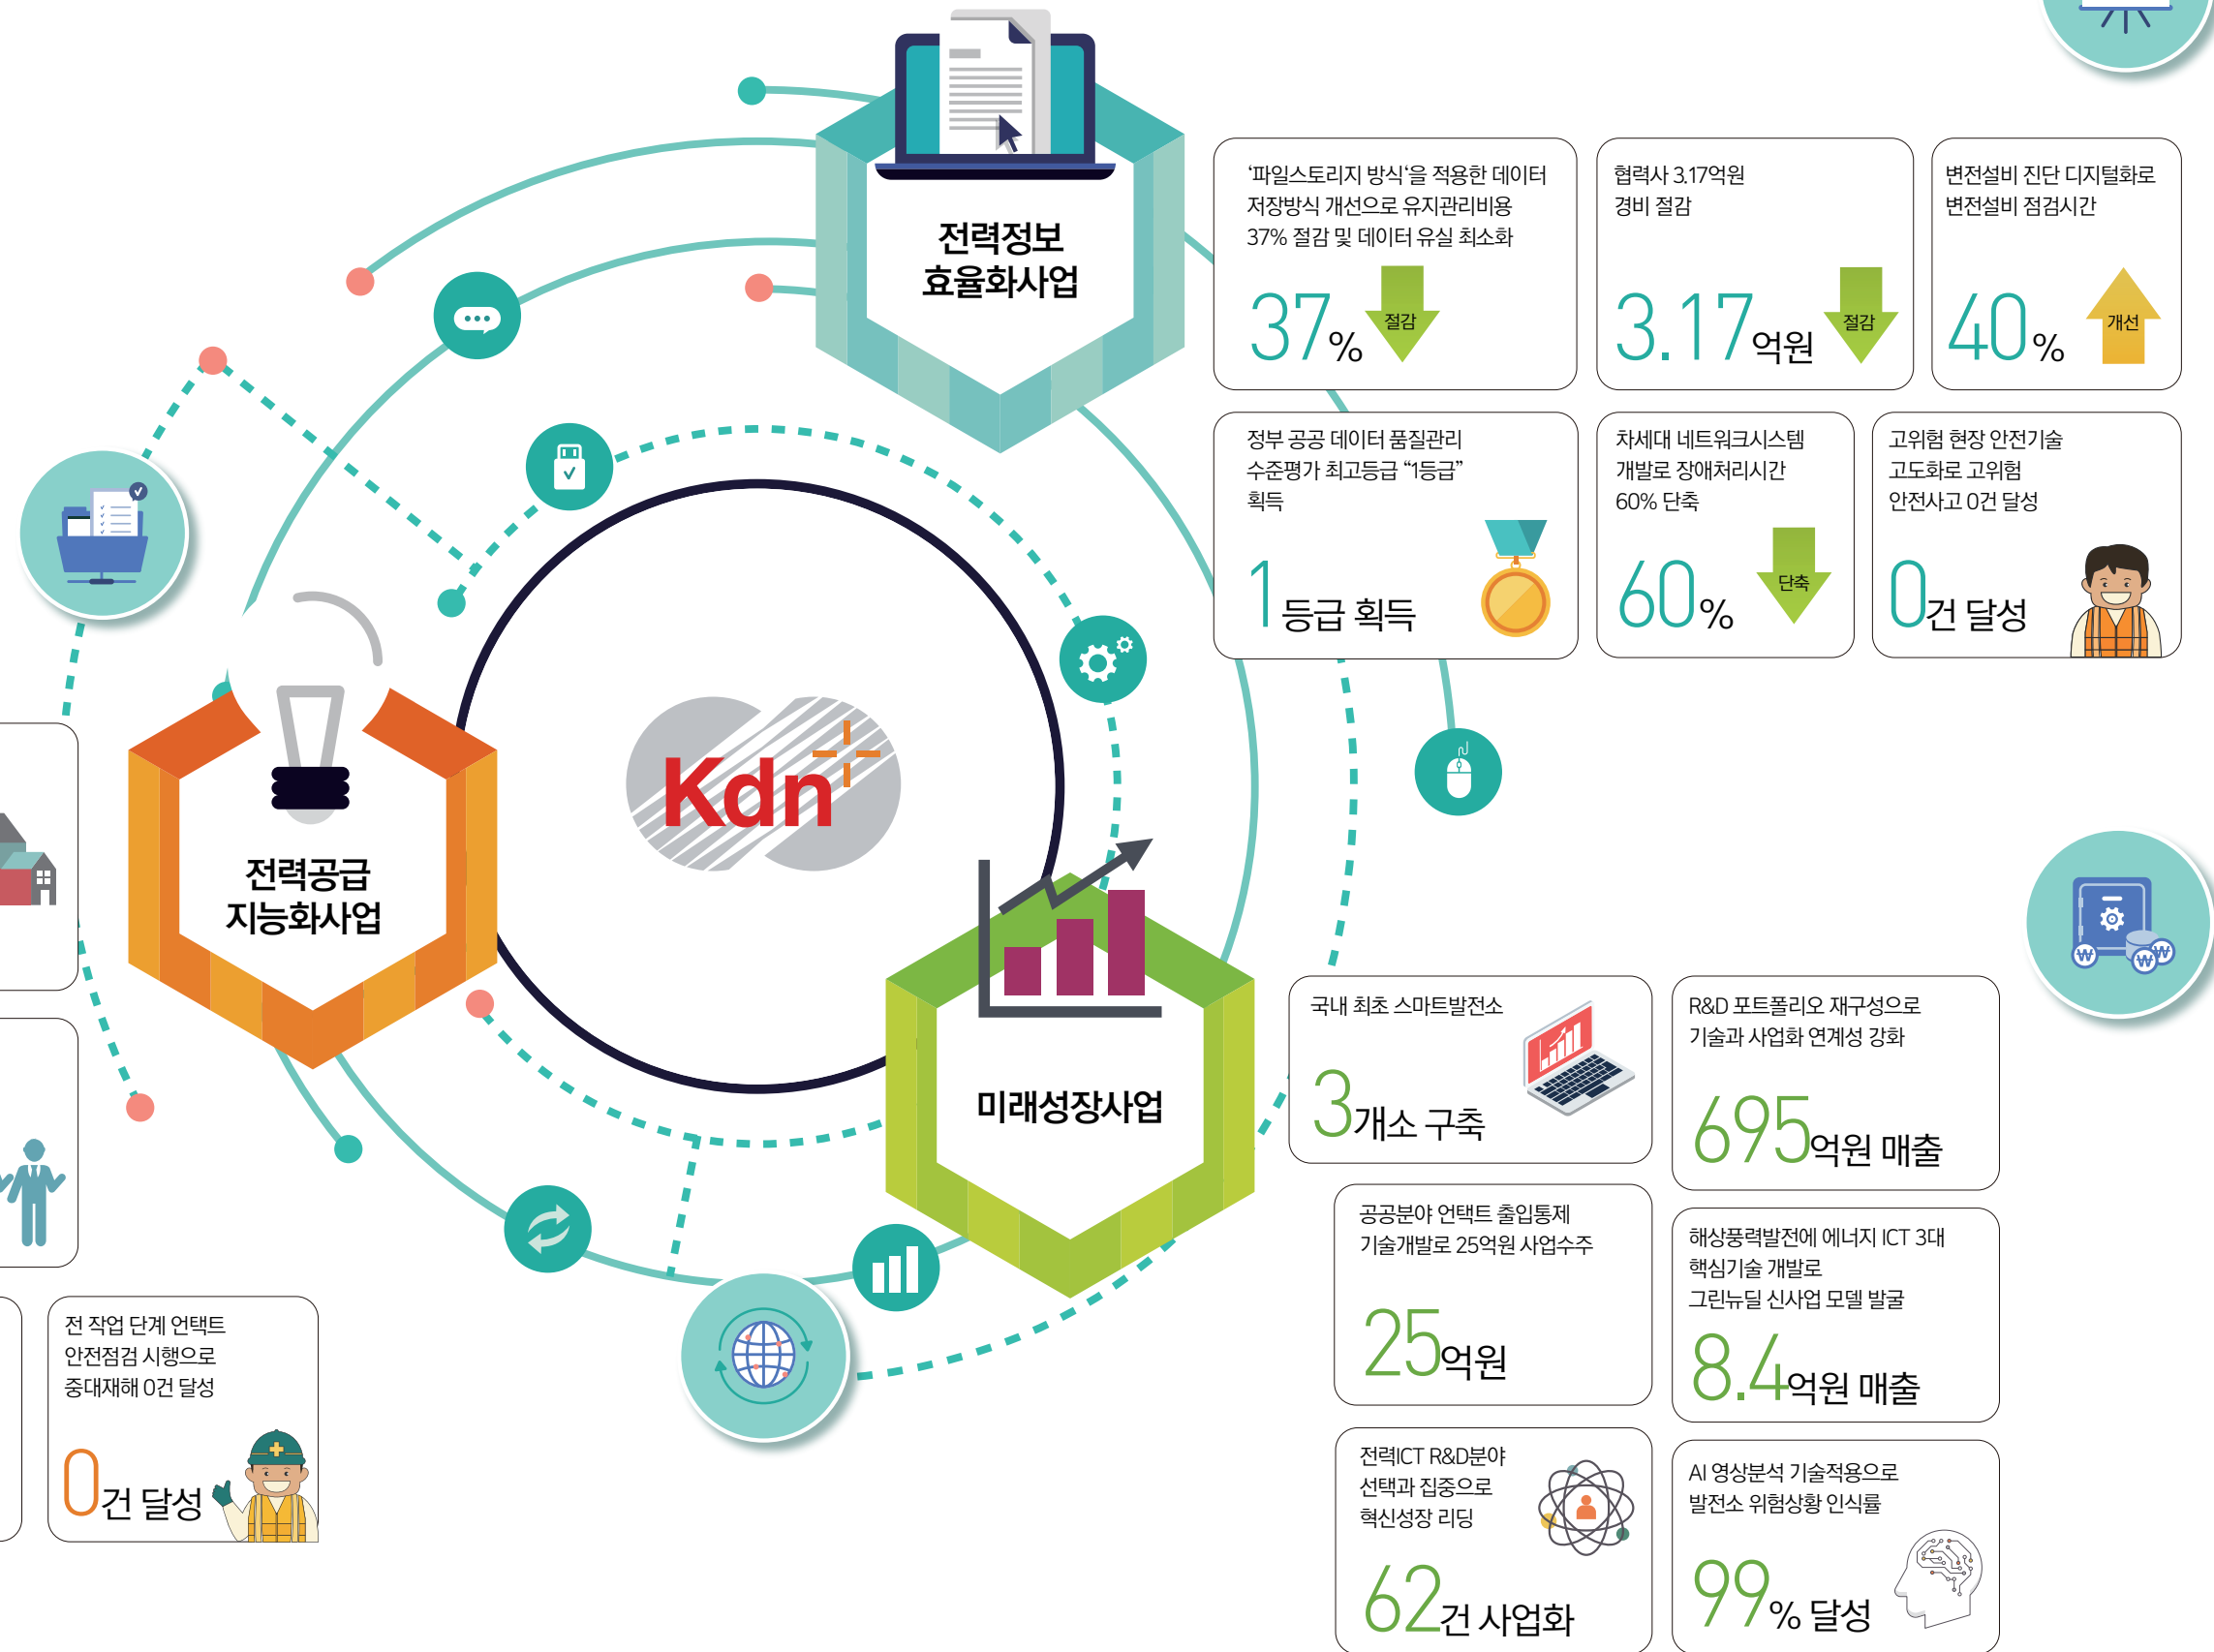 전력정보
효율화사업
‘파일스토리지 방식‘을 적용한 데이터
저장방식 개선으로 유지관리비용
37% 절감 및 데이터 유실 최소화
37%
절감
협력사 3.17억원
경비 절감
3.17억원
절감
변전설비 진단 디지털화로
변전설비 점검시간
40%
개선
정부 공공 데이터 품질관리
수준평가 최고등급 “1등급”
획득
1등급 획득
차세대 네트워크시스템
개발로 장애처리시간
60% 단축
60%
단축
고위험 현장 안전기술
고도화로 고위험
안전사고 0건 달성
0건 달성
Kdn
전력공급
지능화사업
미래성장사업
국내 최초 스마트발전소
3개소 구축
R&D 포트폴리오 재구성으로
기술과 사업화 연계성 강화
695억원 매출
공공분야 언택트 출입통제
기술개발로 25억원 사업수주
25억원
해상풍력발전에 에너지 ICT 3대
핵심기술 개발로
그린뉴딜 신사업 모델 발굴
8.4억원 매출
전력ICT R&D분야
선택과 집중으로
혁신성장 리딩
62건 사업화
AI 영상분석 기술적용으로
발전소 위험상황 인식률
99% 달성
전 작업 단계 언택트
안전점검 시행으로
중대재해 0건 달성
0건 달성